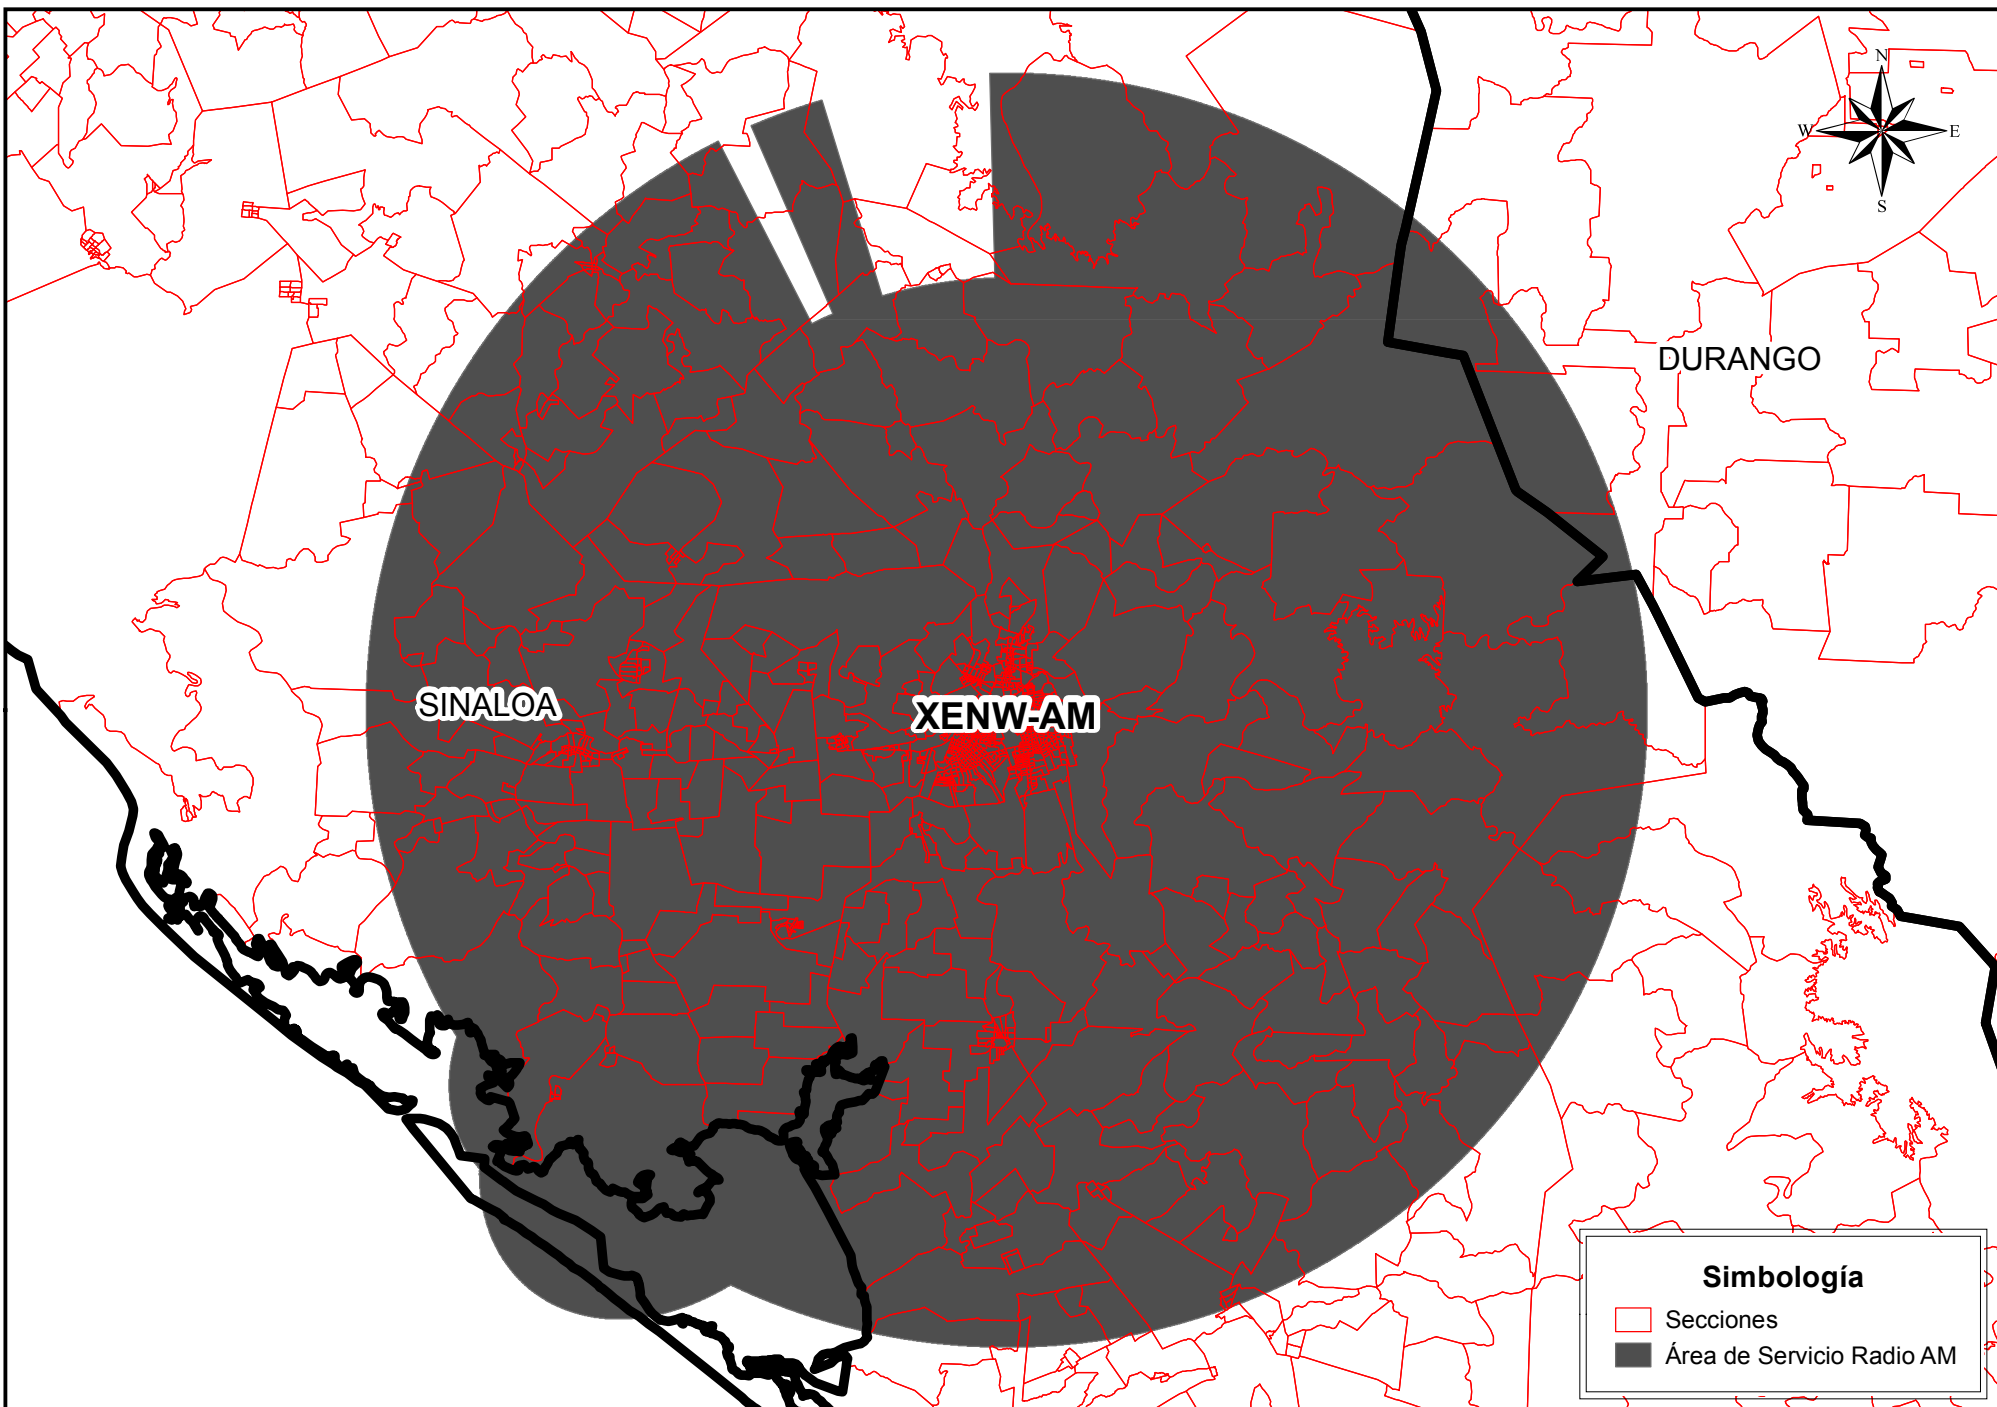 N
W E
S
DURANGO
SINALOA
XENW-AM
Simbología
Secciones
Área de Servicio Radio AM